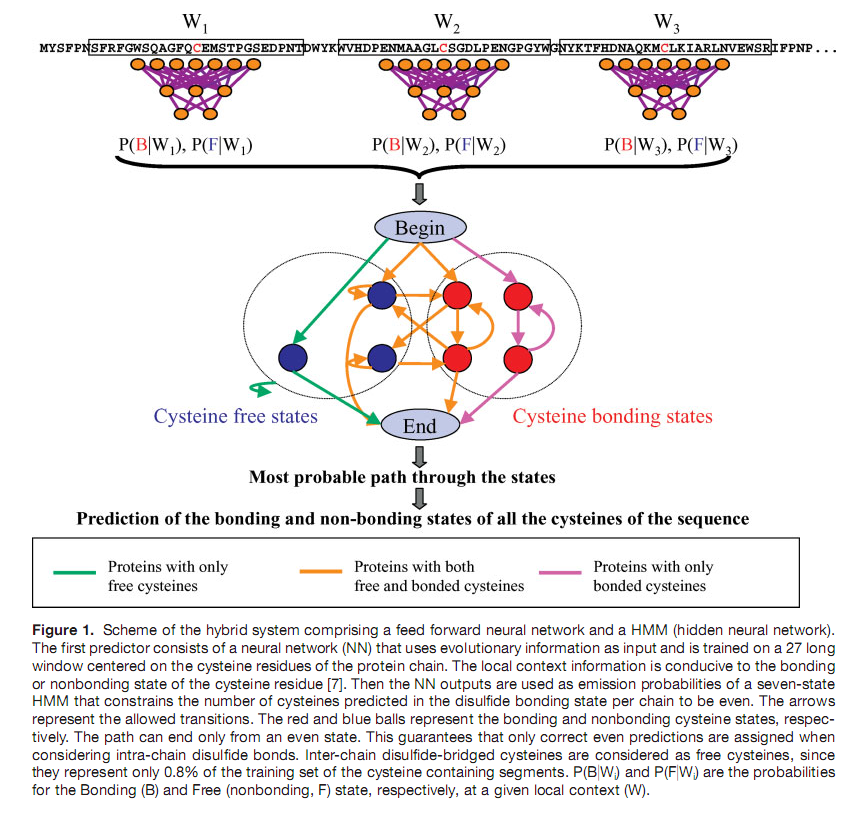 W1 W2 W3
MYSFPNSFRFGWSQAGFQCEMSTPGSEDPNTDWYKWVHDPENMAAGLCSGDLPENGPGYWGNYKTFHDNAQKMCLKIARLNVEWSRIFPNP...
P(B|W1), P(F|W1) P(B|W2), P(F|W2) P(B|W3), P(F|W3)
Begin
Cysteine free states
Cysteine bonding states
End
Most probable path through the states
Prediction of the bonding and non-bonding states of all the cysteines of the sequence
Proteins with only
free cysteines
Proteins with both
free and bonded cysteines
Proteins with only
bonded cysteines
Figure 1. Scheme of the hybrid system comprising a feed forward neural network and a HMM (hidden neural network).
The first predictor consists of a neural network (NN) that uses evolutionary information as input and is trained on a 27 long
window centered on the cysteine residues of the protein chain. The local context information is conducive to the bonding
or nonbonding state of the cysteine residue [7]. Then the NN outputs are used as emission probabilities of a seven-state
HMM that constrains the number of cysteines predicted in the disulfide bonding state per chain to be even. The arrows
represent the allowed transitions. The red and blue balls represent the bonding and nonbonding cysteine states, respec-
tively. The path can end only from an even state. This guarantees that only correct even predictions are assigned when
considering intra-chain disulfide bonds. Inter-chain disulfide-bridged cysteines are considered as free cysteines, since
they represent only 0.8% of the training set of the cysteine containing segments. P(B|Wi) and P(F|Wi) are the probabilities
for the Bonding (B) and Free (nonbonding, F) state, respectively, at a given local context (W).